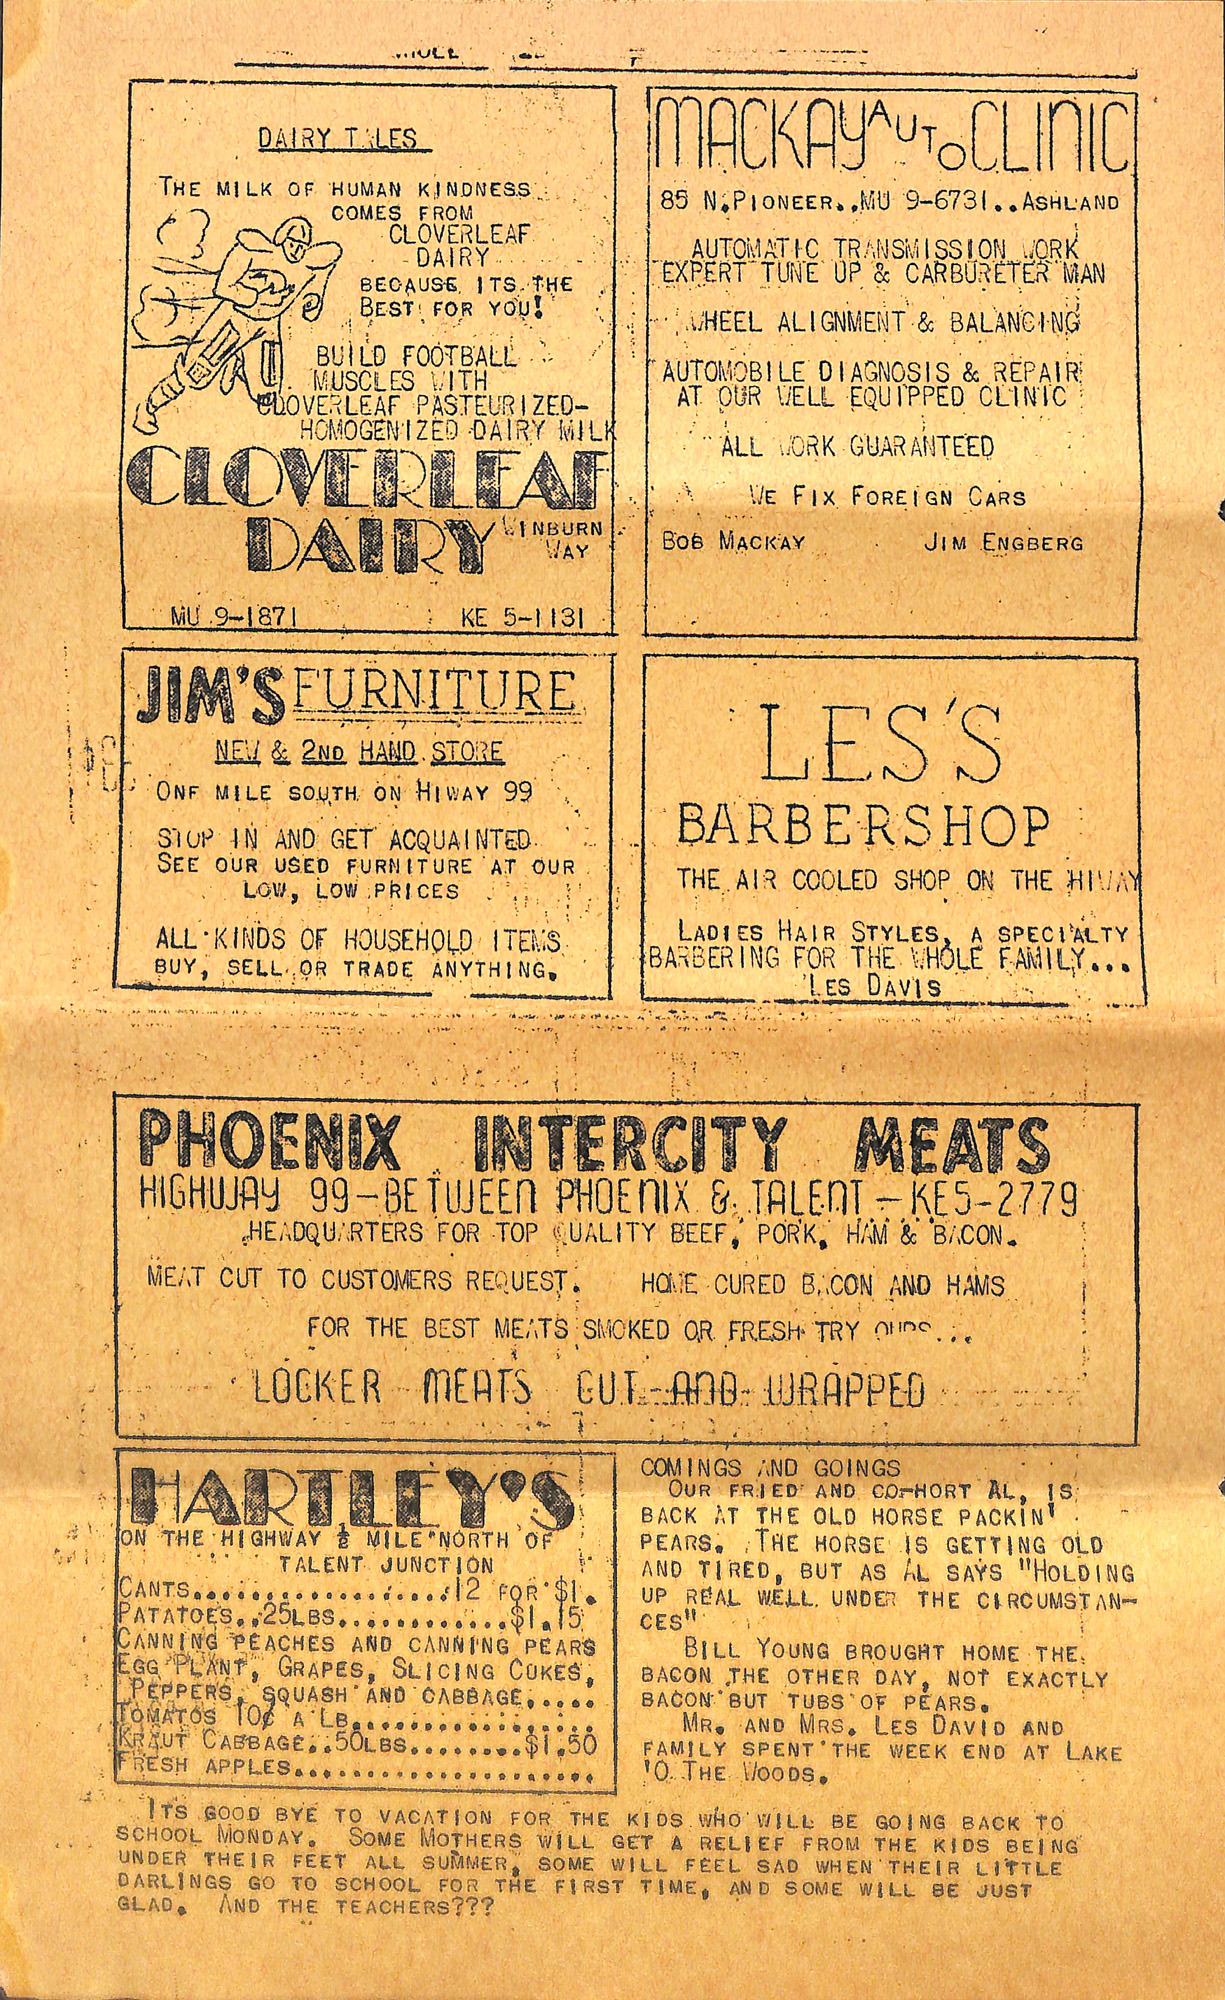 DAIRY TALES
THE MILK OF HUMAN KINDNESS
COMES FROM
CLOVERLEAF
DAIRY
BECAUSE ITS THE
BEST FOR YOU!
BUILD FOOTBALL
MUSCLES WITH
CLOVERLEAF PASTEURIZED-
HOMOGENIZED DAIRY MILK
CLOVERLEAF
DAIRY WINBURN
WAY
MU 9-1871 KE 5-1131
MACKAY AUTO CLINIC
85 N. PIONEER..MU 9-6731..ASHLAND
AUTOMATIC TRANSMISSION WORK
EXPERT TUNE UP & CARBURETER MAN
WHEEL ALIGNMENT & BALANCING
AUTOMOBILE DIAGNOSIS & REPAIR
AT OUR WELL EQUIPPED CLINIC
ALL WORK GUARANTEED
WE FIX FOREIGN CARS
BOB MACKAY JIM ENGBERG
JIM'S FURNITURE
NEW & 2ND HAND STORE
ONE MILE SOUTH ON HIWAY 99
STOP IN AND GET ACQUAINTED
SEE OUR USED FURNITURE AT OUR
LOW, LOW PRICES
ALL KINDS OF HOUSEHOLD ITEMS
BUY, SELL OR TRADE ANYTHING.
LES'S
BARBERSHOP
THE AIR COOLED SHOP ON THE HIWAY
LADIES HAIR STYLES, A SPECIALTY
BARBERING FOR THE WHOLE FAMILY...
LES DAVIS
PHOENIX INTERCITY MEATS
HIGHWAY 99-BETWEEN PHOENIX & TALENT - KE5-2779
HEADQUARTERS FOR TOP QUALITY BEEF, PORK, HAM & BACON.
MEAT CUT TO CUSTOMERS REQUEST. HOME CURED BACON AND HAMS
FOR THE BEST MEATS SMOKED OR FRESH TRY OURS...
LOCKER MEATS CUT AND WRAPPED
HARTLEY'S
ON THE HIGHWAY ½ MILE NORTH OF
TALENT JUNCTION
CANTS....................12 FOR $1.
PATATOES..25LBS.............$1.15
CANNING PEACHES AND CANNING PEARS
EGG PLANT, GRAPES, SLICING CUKES,
PEPPERS, SQUASH AND CABBAGE.....
TOMATOS 10¢ A LB..................
KRAUT CABBAGE..50LBS........$1.50
FRESH APPLES......................
COMINGS AND GOINGS
OUR FRIED AND CO-HORT AL, IS
BACK AT THE OLD HORSE PACKIN'
PEARS. THE HORSE IS GETTING OLD
AND TIRED, BUT AS AL SAYS "HOLDING
UP REAL WELL UNDER THE CIRCUMSTAN-
CES"
BILL YOUNG BROUGHT HOME THE
BACON THE OTHER DAY, NOT EXACTLY
BACON BUT TUBS OF PEARS.
MR. AND MRS. LES DAVID AND
FAMILY SPENT THE WEEK END AT LAKE
'O THE WOODS.
ITS GOOD BYE TO VACATION FOR THE KIDS WHO WILL BE GOING BACK TO
SCHOOL MONDAY. SOME MOTHERS WILL GET A RELIEF FROM THE KIDS BEING
UNDER THEIR FEET ALL SUMMER, SOME WILL FEEL SAD WHEN THEIR LITTLE
DARLINGS GO TO SCHOOL FOR THE FIRST TIME, AND SOME WILL BE JUST
GLAD. AND THE TEACHERS???